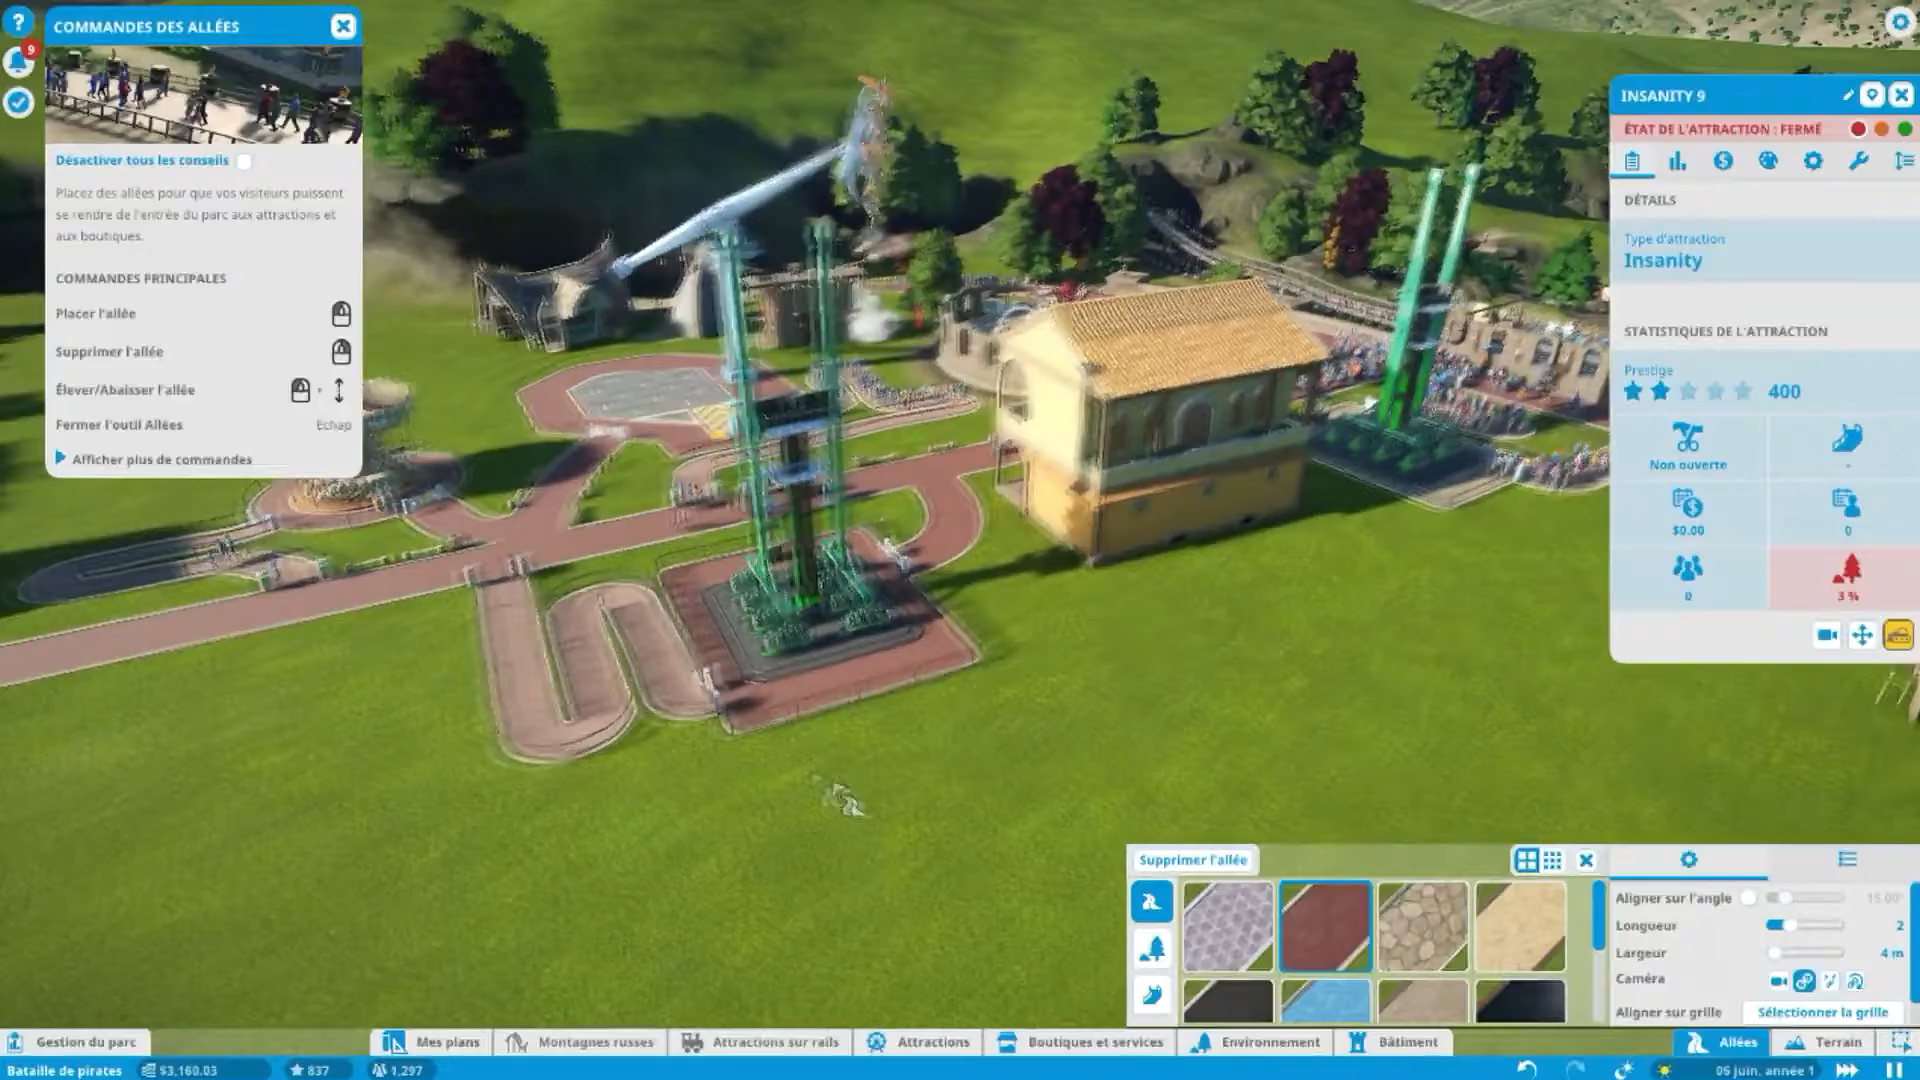 ?
9
COMMANDES DES ALLÉES
Désactiver tous les conseils
Placez des allées pour que vos visiteurs puissent
se rendre de l'entrée du parc aux attractions et
aux boutiques.
COMMANDES PRINCIPALES
Placer l'allée
Supprimer l'allée
Élever/Abaisser l'allée
Fermer l'outil Allées
Echap
Afficher plus de commandes
INSANITY 9
ÉTAT DE L'ATTRACTION : FERMÉ
DÉTAILS
Type d'attraction
Insanity
STATISTIQUES DE L'ATTRACTION
Prestige
400
Non ouverte
-
$0.00
0
0
3 %
Supprimer l'allée
Aligner sur l'angle
15.00°
Longueur
2
Largeur
4 m
Caméra
Aligner sur grille
Sélectionner la grille
Gestion du parc
Mes plans
Montagnes russes
Attractions sur rails
Attractions
Boutiques et services
Environnement
Bâtiment
Allées
Terrain
Bataille de pirates
$3,160.03
837
1,297
05 juin, année 1